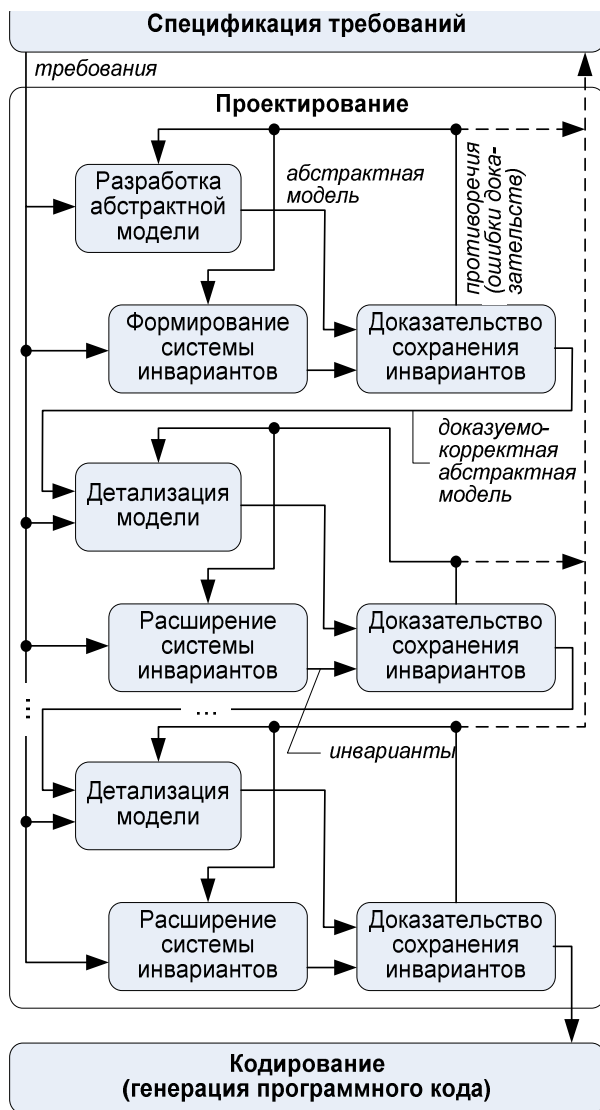 Спецификация требований
требования
Проектирование
Разработка
абстрактной
модели
абстрактная
модель
противоречия
(ошибки дока-
зательств)
Формирование
системы
инвариантов
Доказательство
сохранения
инвариантов
доказуемо-
корректная
абстрактная
модель
Детализация
модели
Расширение
системы
инвариантов
Доказательство
сохранения
инвариантов
...
...
инварианты
Детализация
модели
Расширение
системы
инвариантов
Доказательство
сохранения
инвариантов
Кодирование
(генерация программного кода)